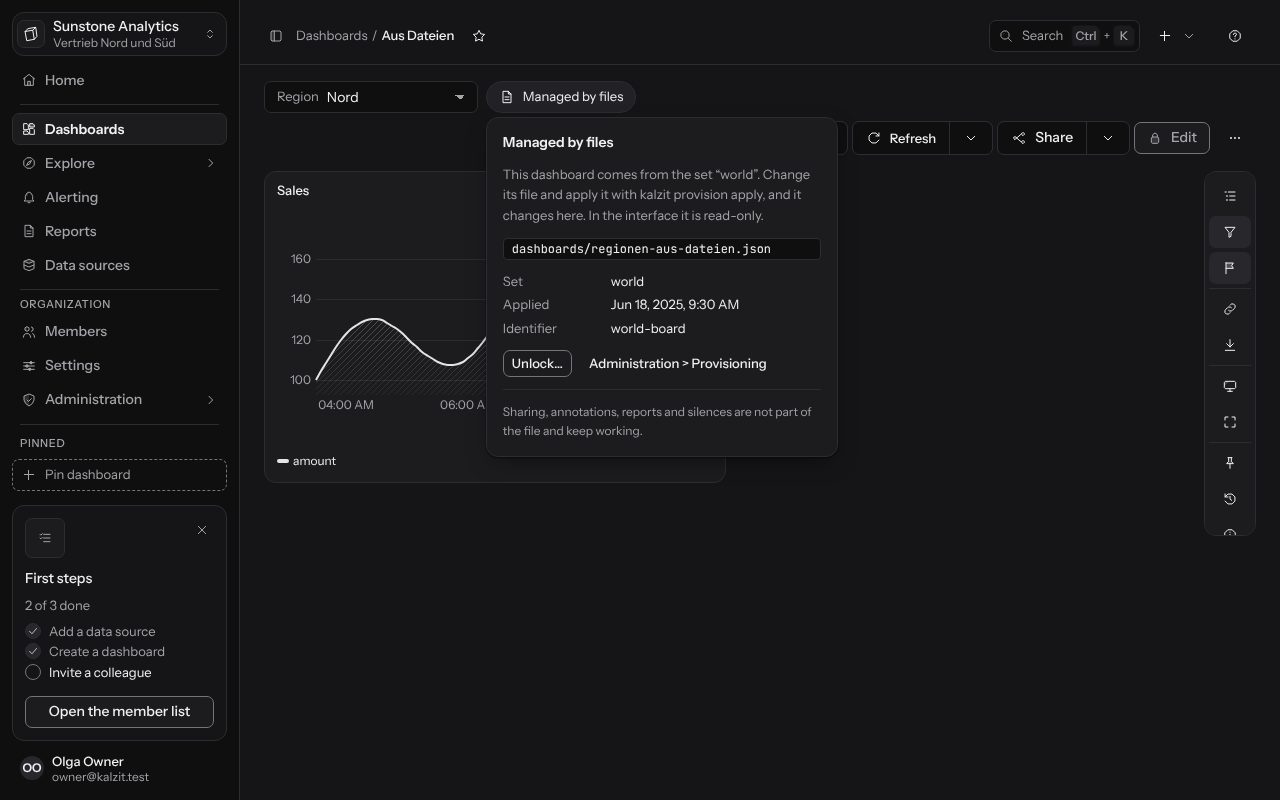 Sunstone Analytics
Vertrieb Nord und Süd
Home
Dashboards
Explore
Alerting
Reports
Data sources
ORGANIZATION
Members
Settings
Administration
PINNED
Pin dashboard
First steps
2 of 3 done
Add a data source
Create a dashboard
Invite a colleague
Open the member list
OO
Olga Owner
owner@kalzit.test
Dashboards / Aus Dateien
Search Ctrl + K
Region Nord
Managed by files
Refresh
Share
Edit
Sales
160
140
120
100
04:00 AM
06:00 A
amount
Managed by files
This dashboard comes from the set “world”. Change
its file and apply it with kalzit provision apply, and it
changes here. In the interface it is read-only.
dashboards/regionen-aus-dateien.json
Set world
Applied Jun 18, 2025, 9:30 AM
Identifier world-board
Unlock... Administration > Provisioning
Sharing, annotations, reports and silences are not part of
the file and keep working.